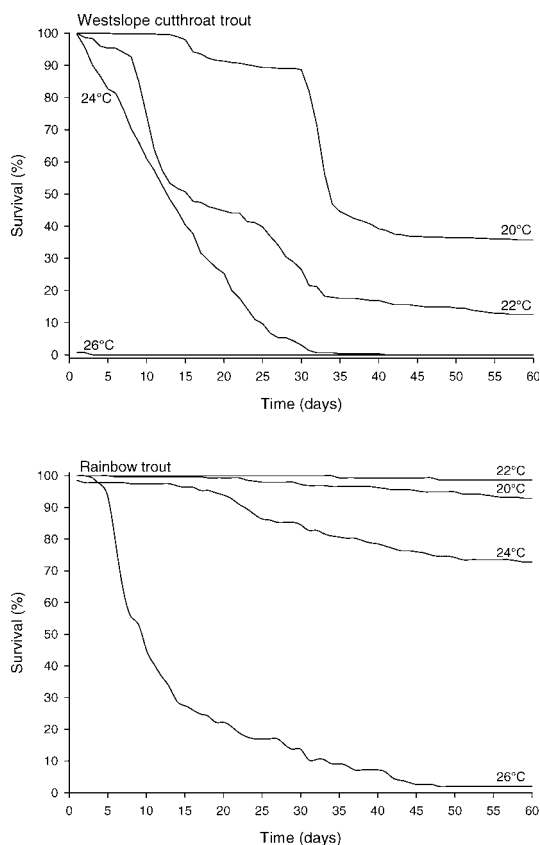 Westslope cutthroat trout
100
90
80
70
60
50
40
30
20
10
0
24°C
20°C
22°C
26°C
Survival (%)
0 5 10 15 20 25 30 35 40 45 50 55 60
Time (days)
Rainbow trout
100
90
80
70
60
50
40
30
20
10
0
22°C
20°C
24°C
26°C
Survival (%)
0 5 10 15 20 25 30 35 40 45 50 55 60
Time (days)